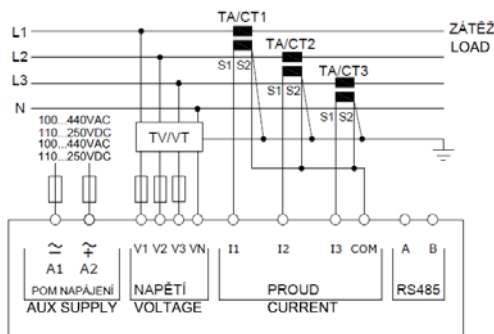 TA/CT1
L1
ZÁTĚŽ
LOAD
TA/CT2
L2
S1 S2
TA/CT3
L3
S1 S2
N
S1 S2
100...440VAC
110...250VDC
100...440VAC
110...250VDC
TV/VT
≃ ≂
A1 A2
V1 V2 V3 VN
I1 I2 I3 COM
A B
POM NAPÁJENÍ
AUX SUPPLY
NAPĚTÍ
VOLTAGE
PROUD
CURRENT
RS485